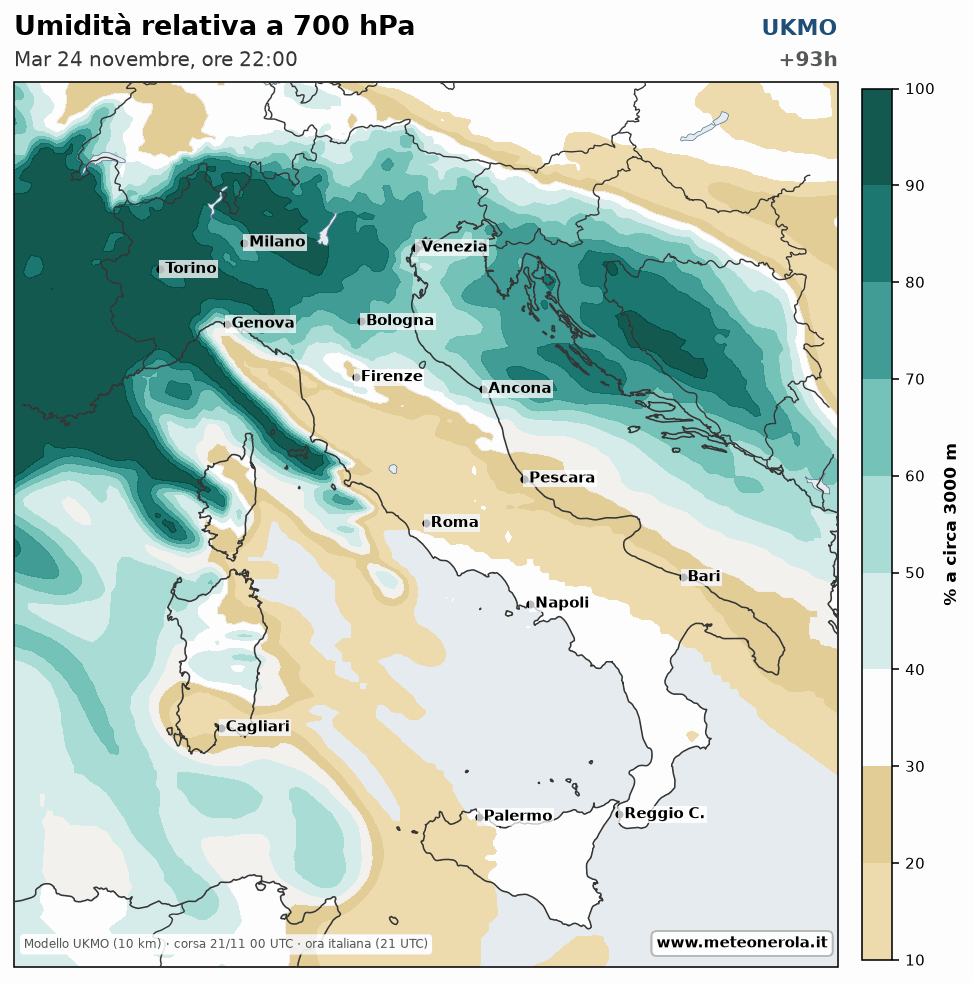 Umidità relativa a 700 hPa
UKMO
Mar 24 novembre, ore 22:00
+93h
Milano
Venezia
Torino
Genova
Bologna
Firenze
Ancona
Pescara
Roma
Bari
Napoli
Cagliari
Palermo
Reggio C.
100
90
80
70
60
50
40
30
20
10
% a circa 3000 m
Modello UKMO (10 km) · corsa 21/11 00 UTC · ora italiana (21 UTC)
www.meteonerola.it